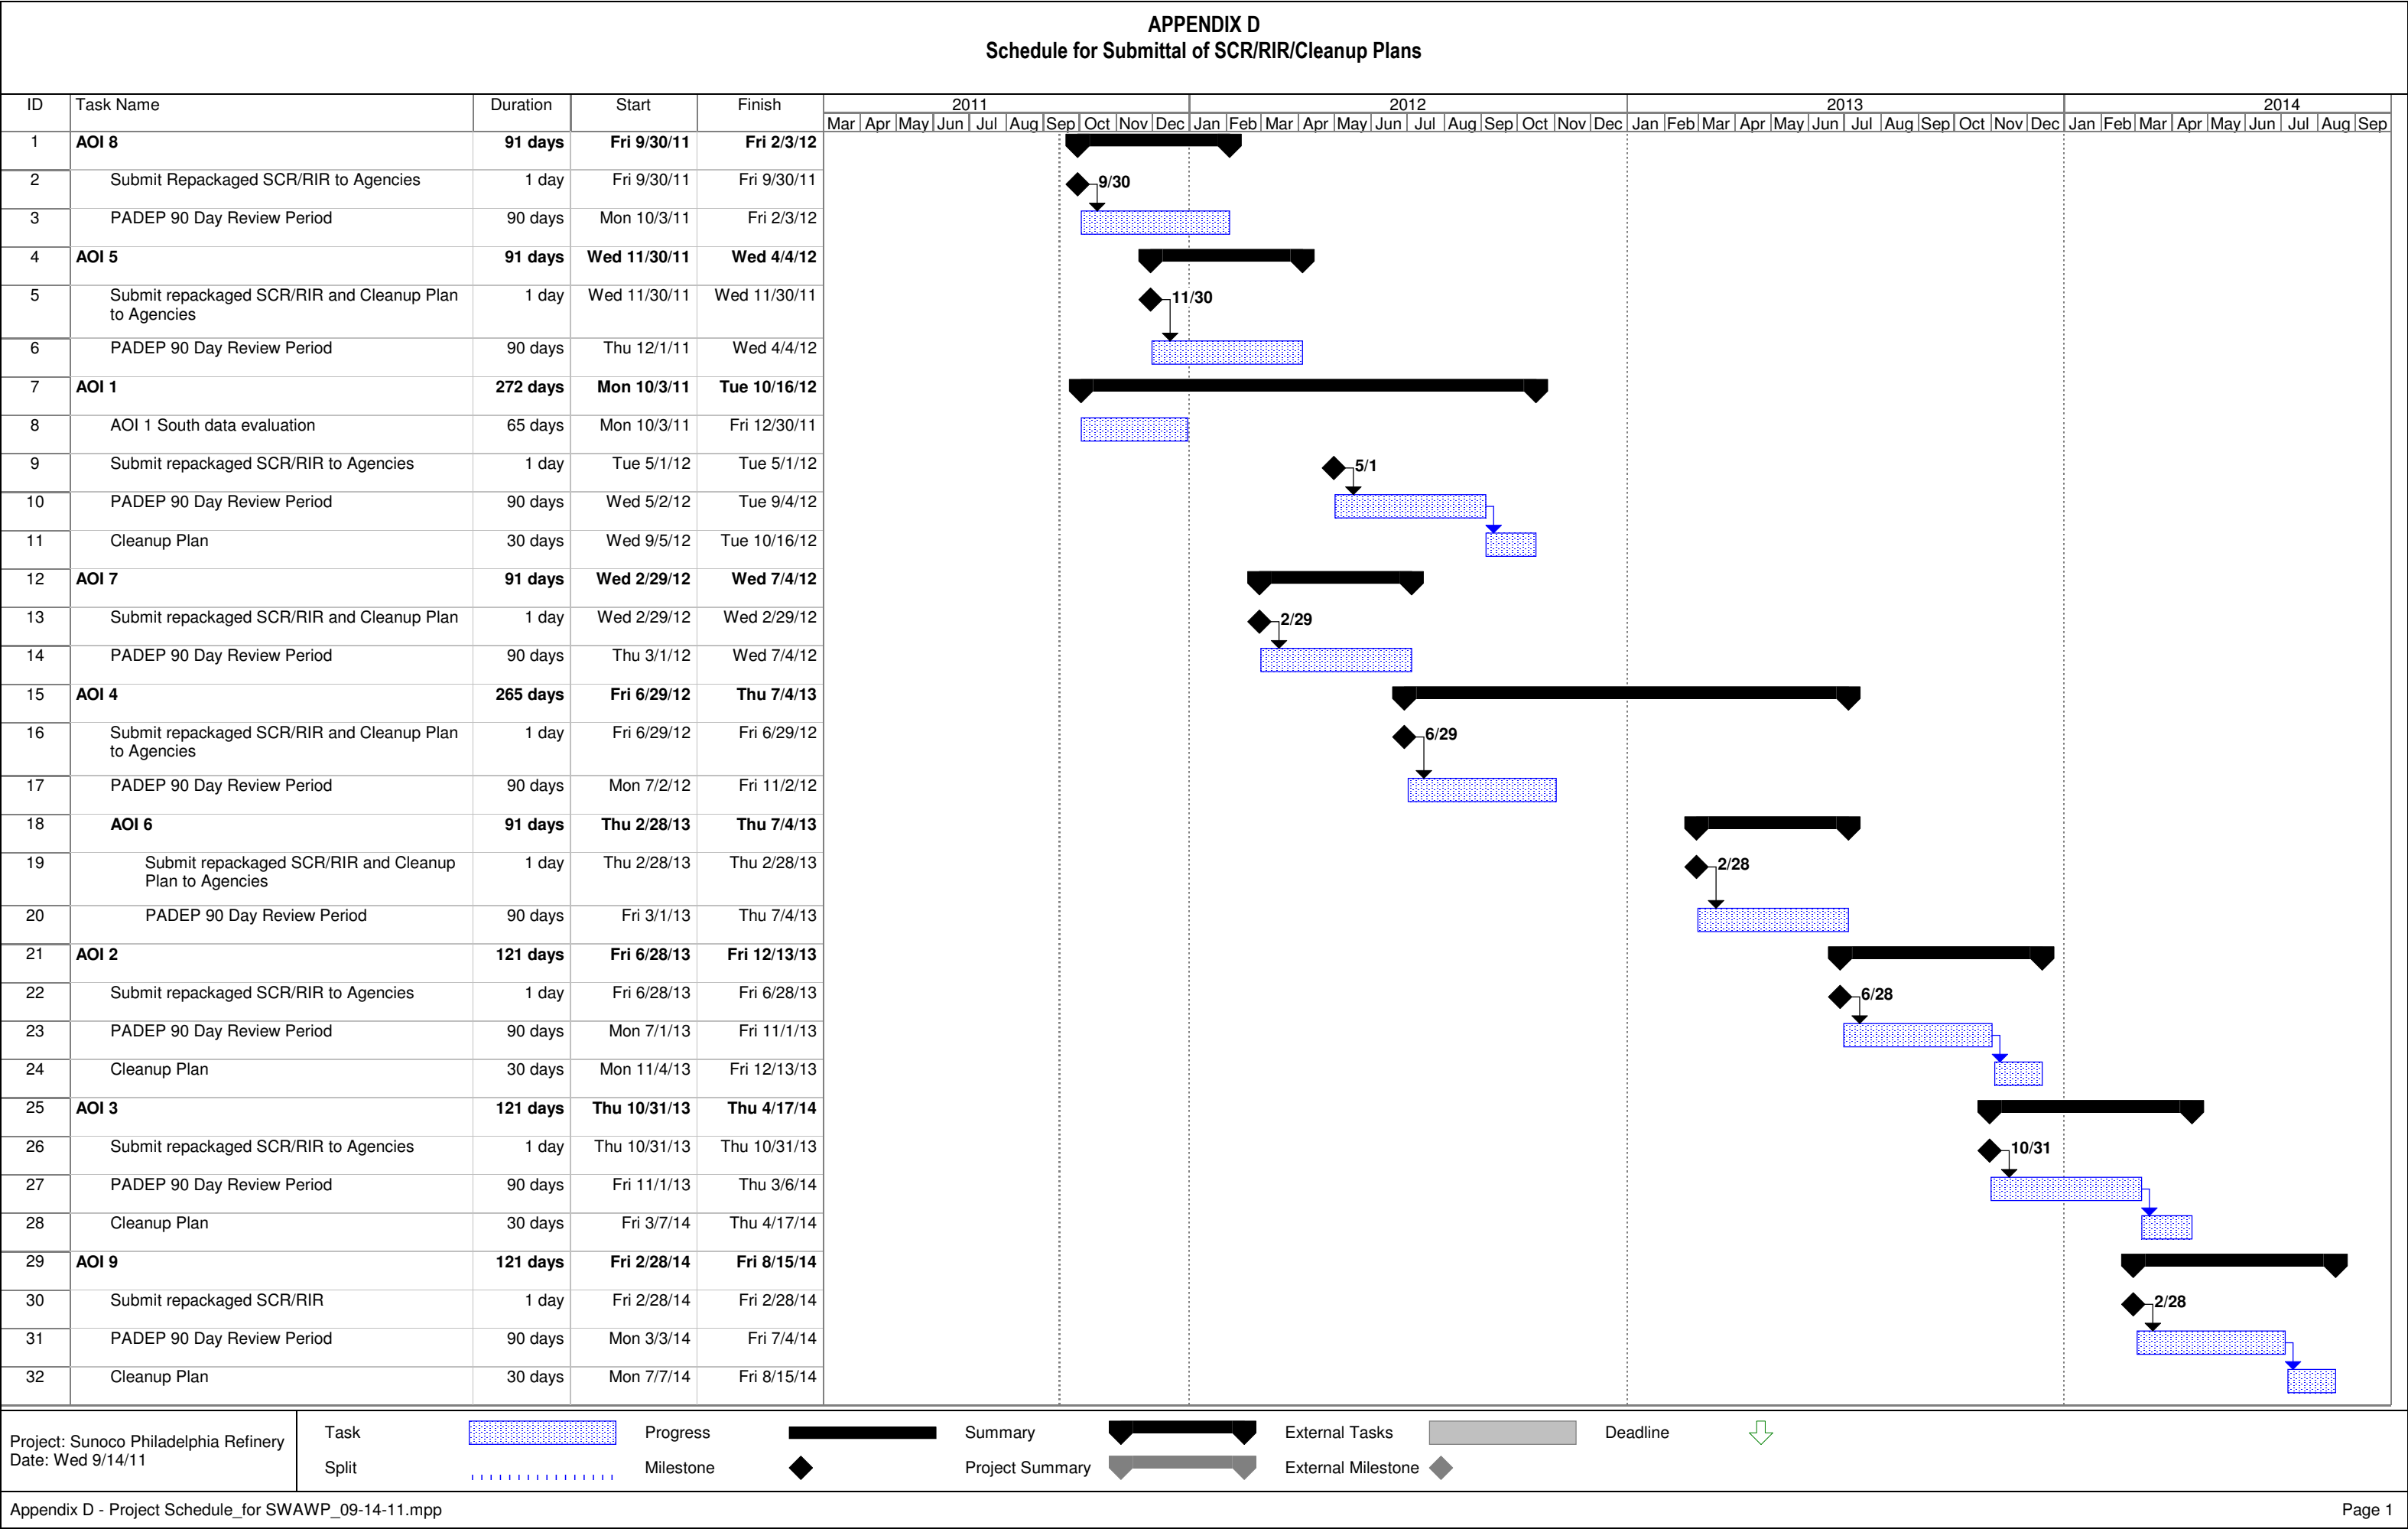 APPENDIX D
Schedule for Submittal of SCR/RIR/Cleanup Plans
ID Task Name Duration Start Finish 2011 2012 2013 2014
Mar Apr May Jun Jul Aug Sep Oct Nov Dec Jan Feb Mar Apr May Jun Jul Aug Sep Oct Nov Dec Jan Feb Mar Apr May Jun Jul Aug Sep Oct Nov Dec Jan Feb Mar Apr May Jun Jul Aug Sep
1 AOI 8 91 days Fri 9/30/11 Fri 2/3/12
2 Submit Repackaged SCR/RIR to Agencies 1 day Fri 9/30/11 Fri 9/30/11 9/30
3 PADEP 90 Day Review Period 90 days Mon 10/3/11 Fri 2/3/12
4 AOI 5 91 days Wed 11/30/11 Wed 4/4/12
5 Submit repackaged SCR/RIR and Cleanup Plan 1 day Wed 11/30/11 Wed 11/30/11 11/30
to Agencies
6 PADEP 90 Day Review Period 90 days Thu 12/1/11 Wed 4/4/12
7 AOI 1 272 days Mon 10/3/11 Tue 10/16/12
8 AOI 1 South data evaluation 65 days Mon 10/3/11 Fri 12/30/11
9 Submit repackaged SCR/RIR to Agencies 1 day Tue 5/1/12 Tue 5/1/12 5/1
10 PADEP 90 Day Review Period 90 days Wed 5/2/12 Tue 9/4/12
11 Cleanup Plan 30 days Wed 9/5/12 Tue 10/16/12
12 AOI 7 91 days Wed 2/29/12 Wed 7/4/12
13 Submit repackaged SCR/RIR and Cleanup Plan 1 day Wed 2/29/12 Wed 2/29/12 2/29
14 PADEP 90 Day Review Period 90 days Thu 3/1/12 Wed 7/4/12
15 AOI 4 265 days Fri 6/29/12 Thu 7/4/13
16 Submit repackaged SCR/RIR and Cleanup Plan 1 day Fri 6/29/12 Fri 6/29/12 6/29
to Agencies
17 PADEP 90 Day Review Period 90 days Mon 7/2/12 Fri 11/2/12
18 AOI 6 91 days Thu 2/28/13 Thu 7/4/13
19 Submit repackaged SCR/RIR and Cleanup 1 day Thu 2/28/13 Thu 2/28/13 2/28
Plan to Agencies
20 PADEP 90 Day Review Period 90 days Fri 3/1/13 Thu 7/4/13
21 AOI 2 121 days Fri 6/28/13 Fri 12/13/13
22 Submit repackaged SCR/RIR to Agencies 1 day Fri 6/28/13 Fri 6/28/13 6/28
23 PADEP 90 Day Review Period 90 days Mon 7/1/13 Fri 11/1/13
24 Cleanup Plan 30 days Mon 11/4/13 Fri 12/13/13
25 AOI 3 121 days Thu 10/31/13 Thu 4/17/14
26 Submit repackaged SCR/RIR to Agencies 1 day Thu 10/31/13 Thu 10/31/13 10/31
27 PADEP 90 Day Review Period 90 days Fri 11/1/13 Thu 3/6/14
28 Cleanup Plan 30 days Fri 3/7/14 Thu 4/17/14
29 AOI 9 121 days Fri 2/28/14 Fri 8/15/14
30 Submit repackaged SCR/RIR 1 day Fri 2/28/14 Fri 2/28/14 2/28
31 PADEP 90 Day Review Period 90 days Mon 3/3/14 Fri 7/4/14
32 Cleanup Plan 30 days Mon 7/7/14 Fri 8/15/14
Project: Sunoco Philadelphia Refinery
Date: Wed 9/14/11
Task Progress Summary External Tasks Deadline
Split Milestone Project Summary External Milestone
Appendix D - Project Schedule_for SWAWP_09-14-11.mpp Page 1